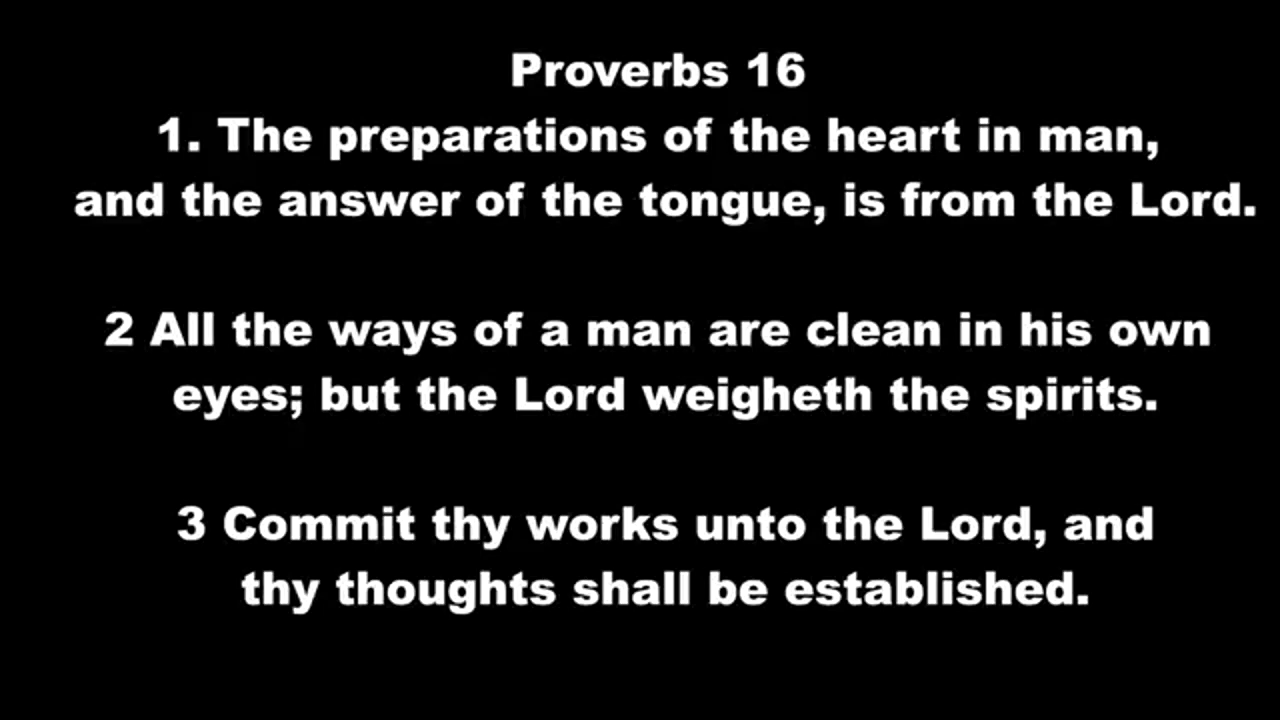 Proverbs 16
1. The preparations of the heart in man,
and the answer of the tongue, is from the Lord.
2 All the ways of a man are clean in his own
eyes; but the Lord weigheth the spirits.
3 Commit thy works unto the Lord, and
thy thoughts shall be established.